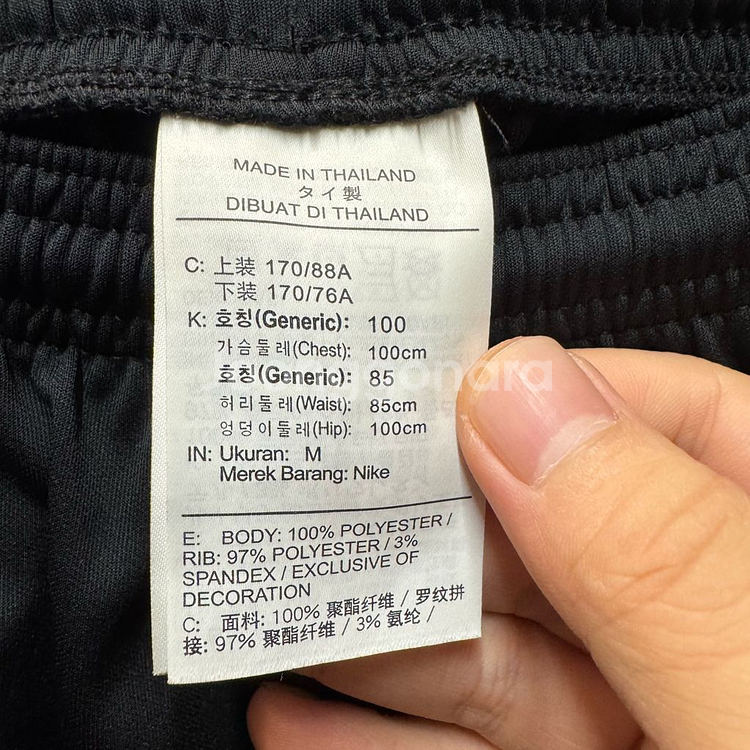 MADE IN THAILAND
タイ製
DIBUAT DI THAILAND
C: 上装 170/88A
下装 170/76A
K: 호칭(Generic): 100
가슴둘레(Chest): 100cm
호칭(Generic): 85
허리둘레(Waist): 85cm
엉덩이둘레(Hip): 100cm
IN: Ukuran: M
Merek Barang: Nike
E: BODY: 100% POLYESTER /
RIB: 97% POLYESTER / 3%
SPANDEX / EXCLUSIVE OF
DECORATION
C: 面料: 100% 聚酯纤维 / 罗纹拼
接: 97% 聚酯纤维 / 3% 氨纶 /